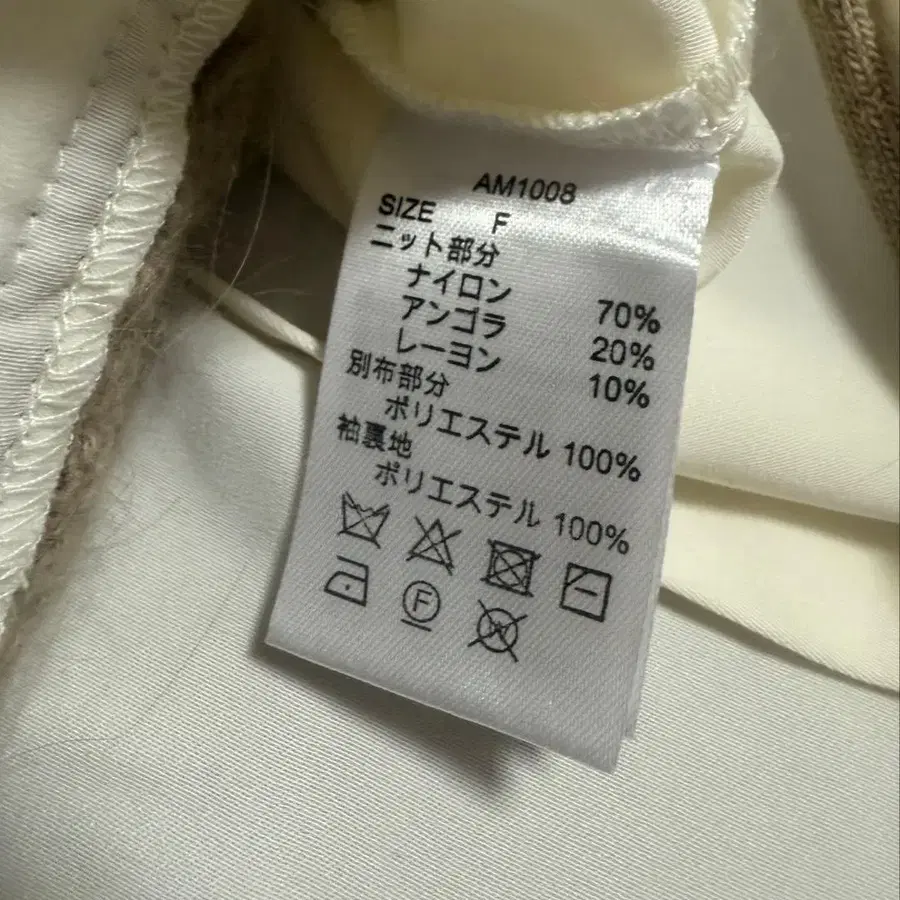 AM1008
SIZE F
ニット部分
ナイロン 70%
アンゴラ 20%
レーヨン 10%
別布部分
ポリエステル 100%
袖裏地
ポリエステル 100%
F
W